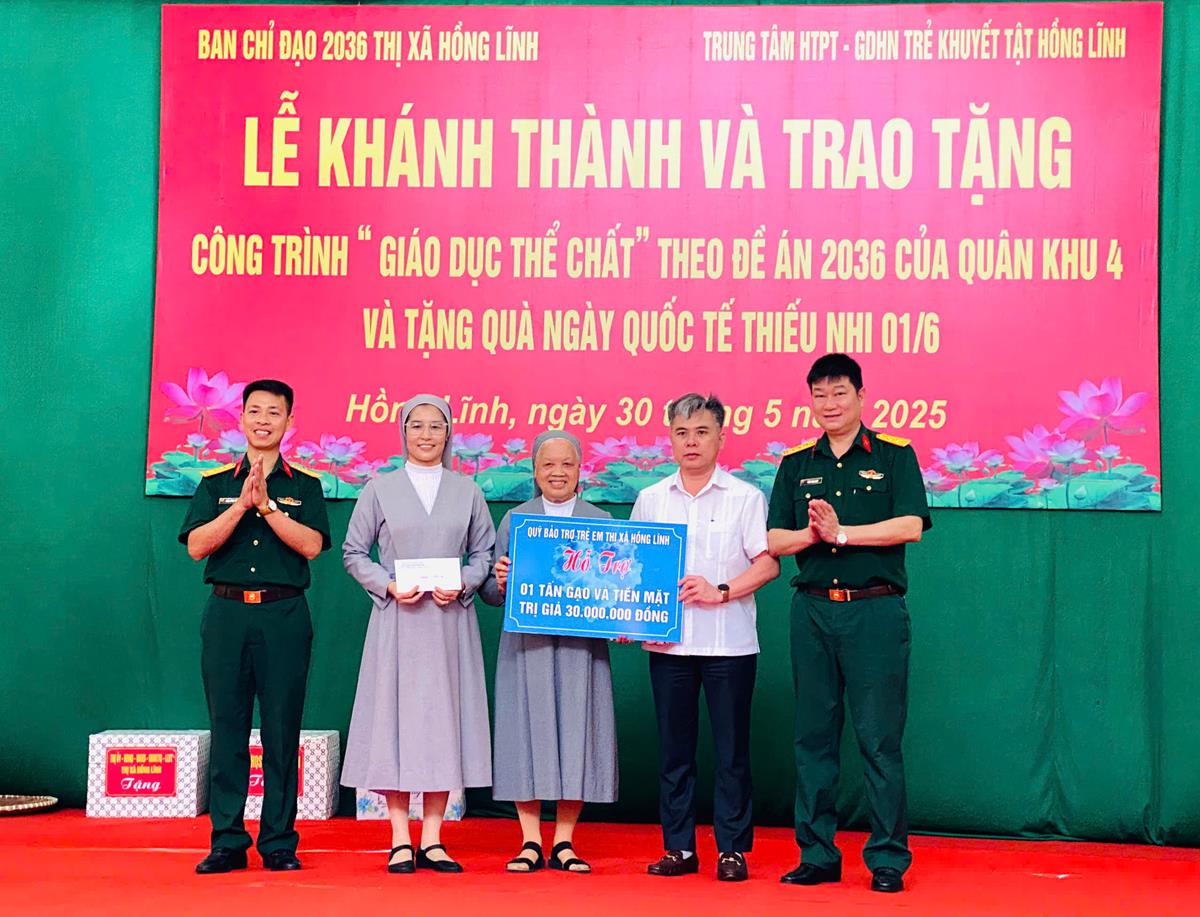 BAN CHỈ ĐẠO 2036 THỊ XÃ HỒNG LĨNH
TRUNG TÂM HTPT - GDHN TRẺ KHUYẾT TẬT HỒNG LĨNH
LỄ KHÁNH THÀNH VÀ TRAO TẶNG
CÔNG TRÌNH “ GIÁO DỤC THỂ CHẤT” THEO ĐỀ ÁN 2036 CỦA QUÂN KHU 4
VÀ TẶNG QUÀ NGÀY QUỐC TẾ THIẾU NHI 01/6
Lĩnh, ngày 30 5 2025
QUỸ BẢO TRỢ TRẺ EM THỊ XÃ HỒNG LĨNH
Hỗ Trợ
01 TẤN GẠO VÀ TIỀN MẶT
TRỊ GIÁ 30.000.000 ĐỒNG
THỊ XÃ HỒNG LĨNH
Tặng